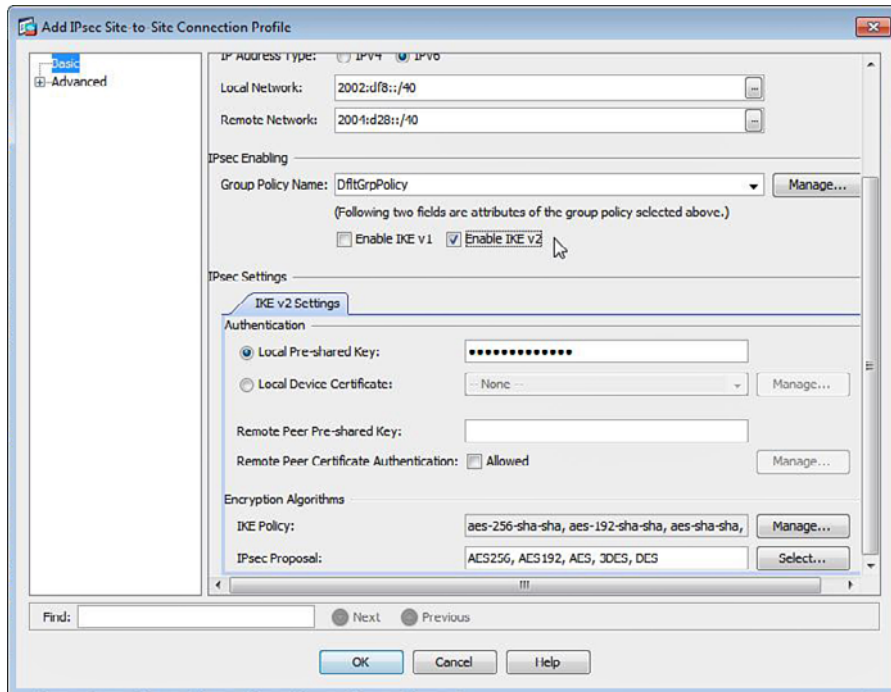 Add IPsec Site-to-Site Connection Profile
Basic
Advanced
IP Address Type: IPv4 IPv6
Local Network: 2002:df8::/40 ...
Remote Network: 2004:d28::/40 ...
IPsec Enabling
Group Policy Name: DfltGrpPolicy Manage...
(Following two fields are attributes of the group policy selected above.)
Enable IKE v1 Enable IKE v2
IPsec Settings
IKE v2 Settings
Authentication
Local Pre-shared Key: •••••••••••••
Local Device Certificate: -- None -- Manage...
Remote Peer Pre-shared Key:
Remote Peer Certificate Authentication: Allowed Manage...
Encryption Algorithms
IKE Policy: aes-256-sha-sha, aes-192-sha-sha, aes-sha-sha, Manage...
IPsec Proposal: AES256, AES192, AES, 3DES, DES Select...
Find: Next Previous
OK Cancel Help